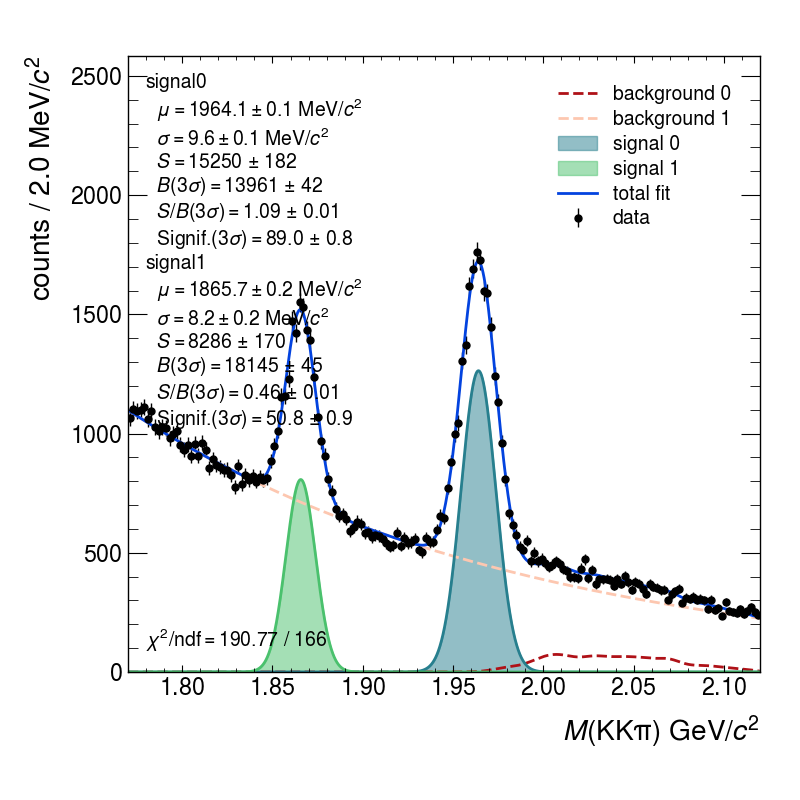 counts / 2.0 MeV/c²
2500
2000
1500
1000
500
0
signal0
μ = 1964.1 ± 0.1 MeV/c²
σ = 9.6 ± 0.1 MeV/c²
S = 15250 ± 182
B(3σ) = 13961 ± 42
S/B(3σ) = 1.09 ± 0.01
Signif.(3σ) = 89.0 ± 0.8
signal1
μ = 1865.7 ± 0.2 MeV/c²
σ = 8.2 ± 0.2 MeV/c²
S = 8286 ± 170
B(3σ) = 18145 ± 45
S/B(3σ) = 0.46 ± 0.01
Signif.(3σ) = 50.8 ± 0.9
χ²/ndf = 190.77 / 166
background 0
background 1
signal 0
signal 1
total fit
data
1.80 1.85 1.90 1.95 2.00 2.05 2.10
M(KKπ) GeV/c²